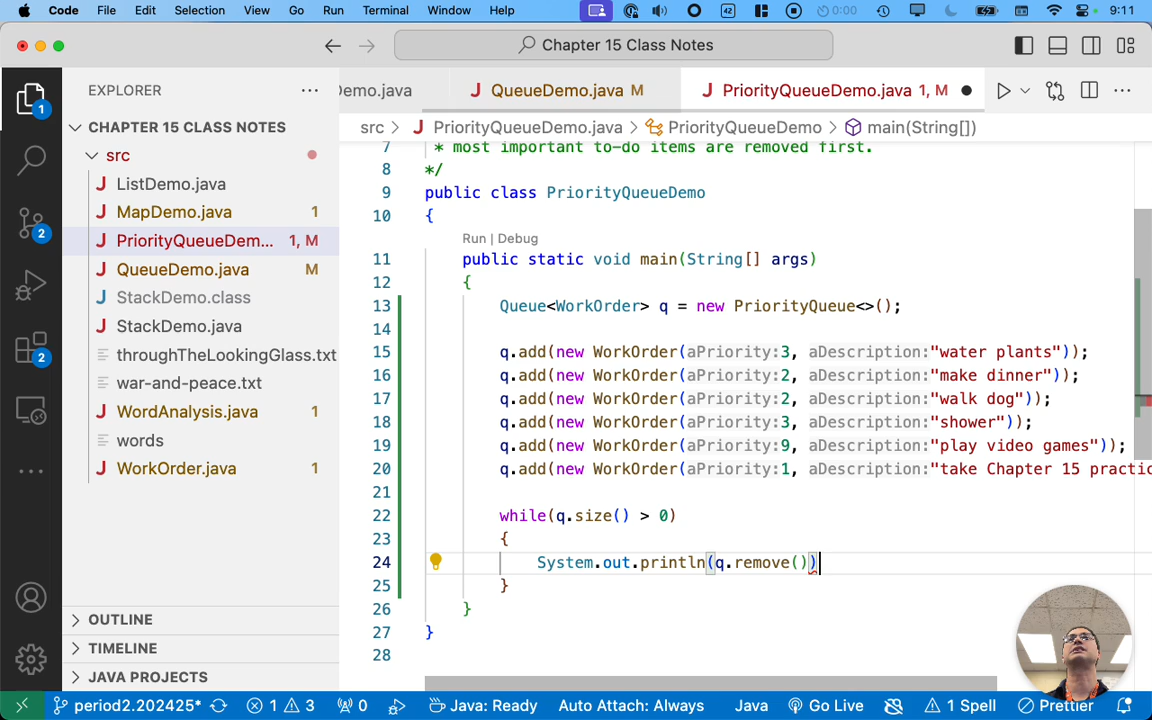 Code File Edit Selection View Go Run Terminal Window Help 42 0:00 9:11
Chapter 15 Class Notes
EXPLORER
Demo.java QueueDemo.java M PriorityQueueDemo.java 1, M
CHAPTER 15 CLASS NOTES
src > PriorityQueueDemo.java > PriorityQueueDemo > main(String[])
src
ListDemo.java
MapDemo.java 1
PriorityQueueDem... 1, M
QueueDemo.java M
StackDemo.class
StackDemo.java
throughTheLookingGlass.txt
war-and-peace.txt
WordAnalysis.java 1
words
WorkOrder.java 1
OUTLINE
TIMELINE
JAVA PROJECTS
1
2
2
7 * most important to-do items are removed first.
8 */
9 public class PriorityQueueDemo
10 {
Run | Debug
11 public static void main(String[] args)
12 {
13 Queue<WorkOrder> q = new PriorityQueue<>();
14
15 q.add(new WorkOrder(aPriority:3, aDescription:"water plants"));
16 q.add(new WorkOrder(aPriority:2, aDescription:"make dinner"));
17 q.add(new WorkOrder(aPriority:2, aDescription:"walk dog"));
18 q.add(new WorkOrder(aPriority:3, aDescription:"shower"));
19 q.add(new WorkOrder(aPriority:9, aDescription:"play video games"));
20 q.add(new WorkOrder(aPriority:1, aDescription:"take Chapter 15 practic
21
22 while(q.size() > 0)
23 {
24 System.out.println(q.remove())
25 }
26 }
27 }
28
period2.202425* 1 3 0 Java: Ready Auto Attach: Always Java Go Live 1 Spell Prettier